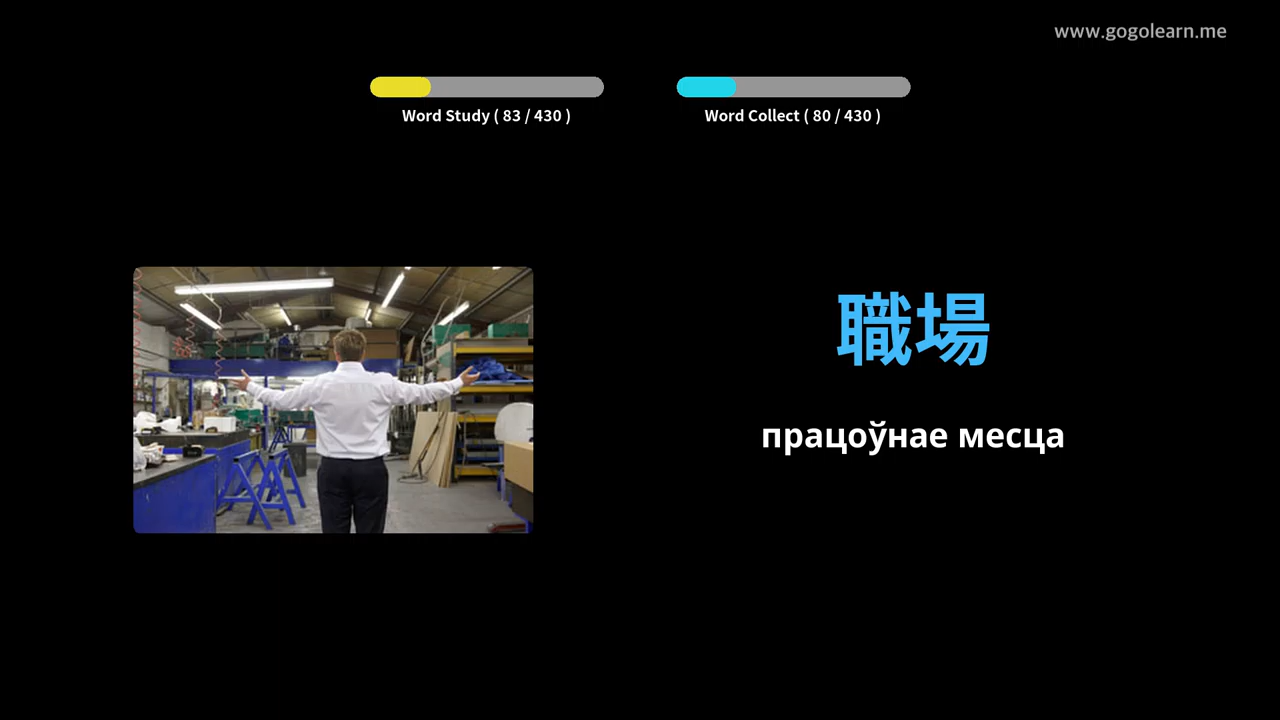 www.gogolearn.me
Word Study ( 83 / 430 )
Word Collect ( 80 / 430 )
職場
працоўнае месца